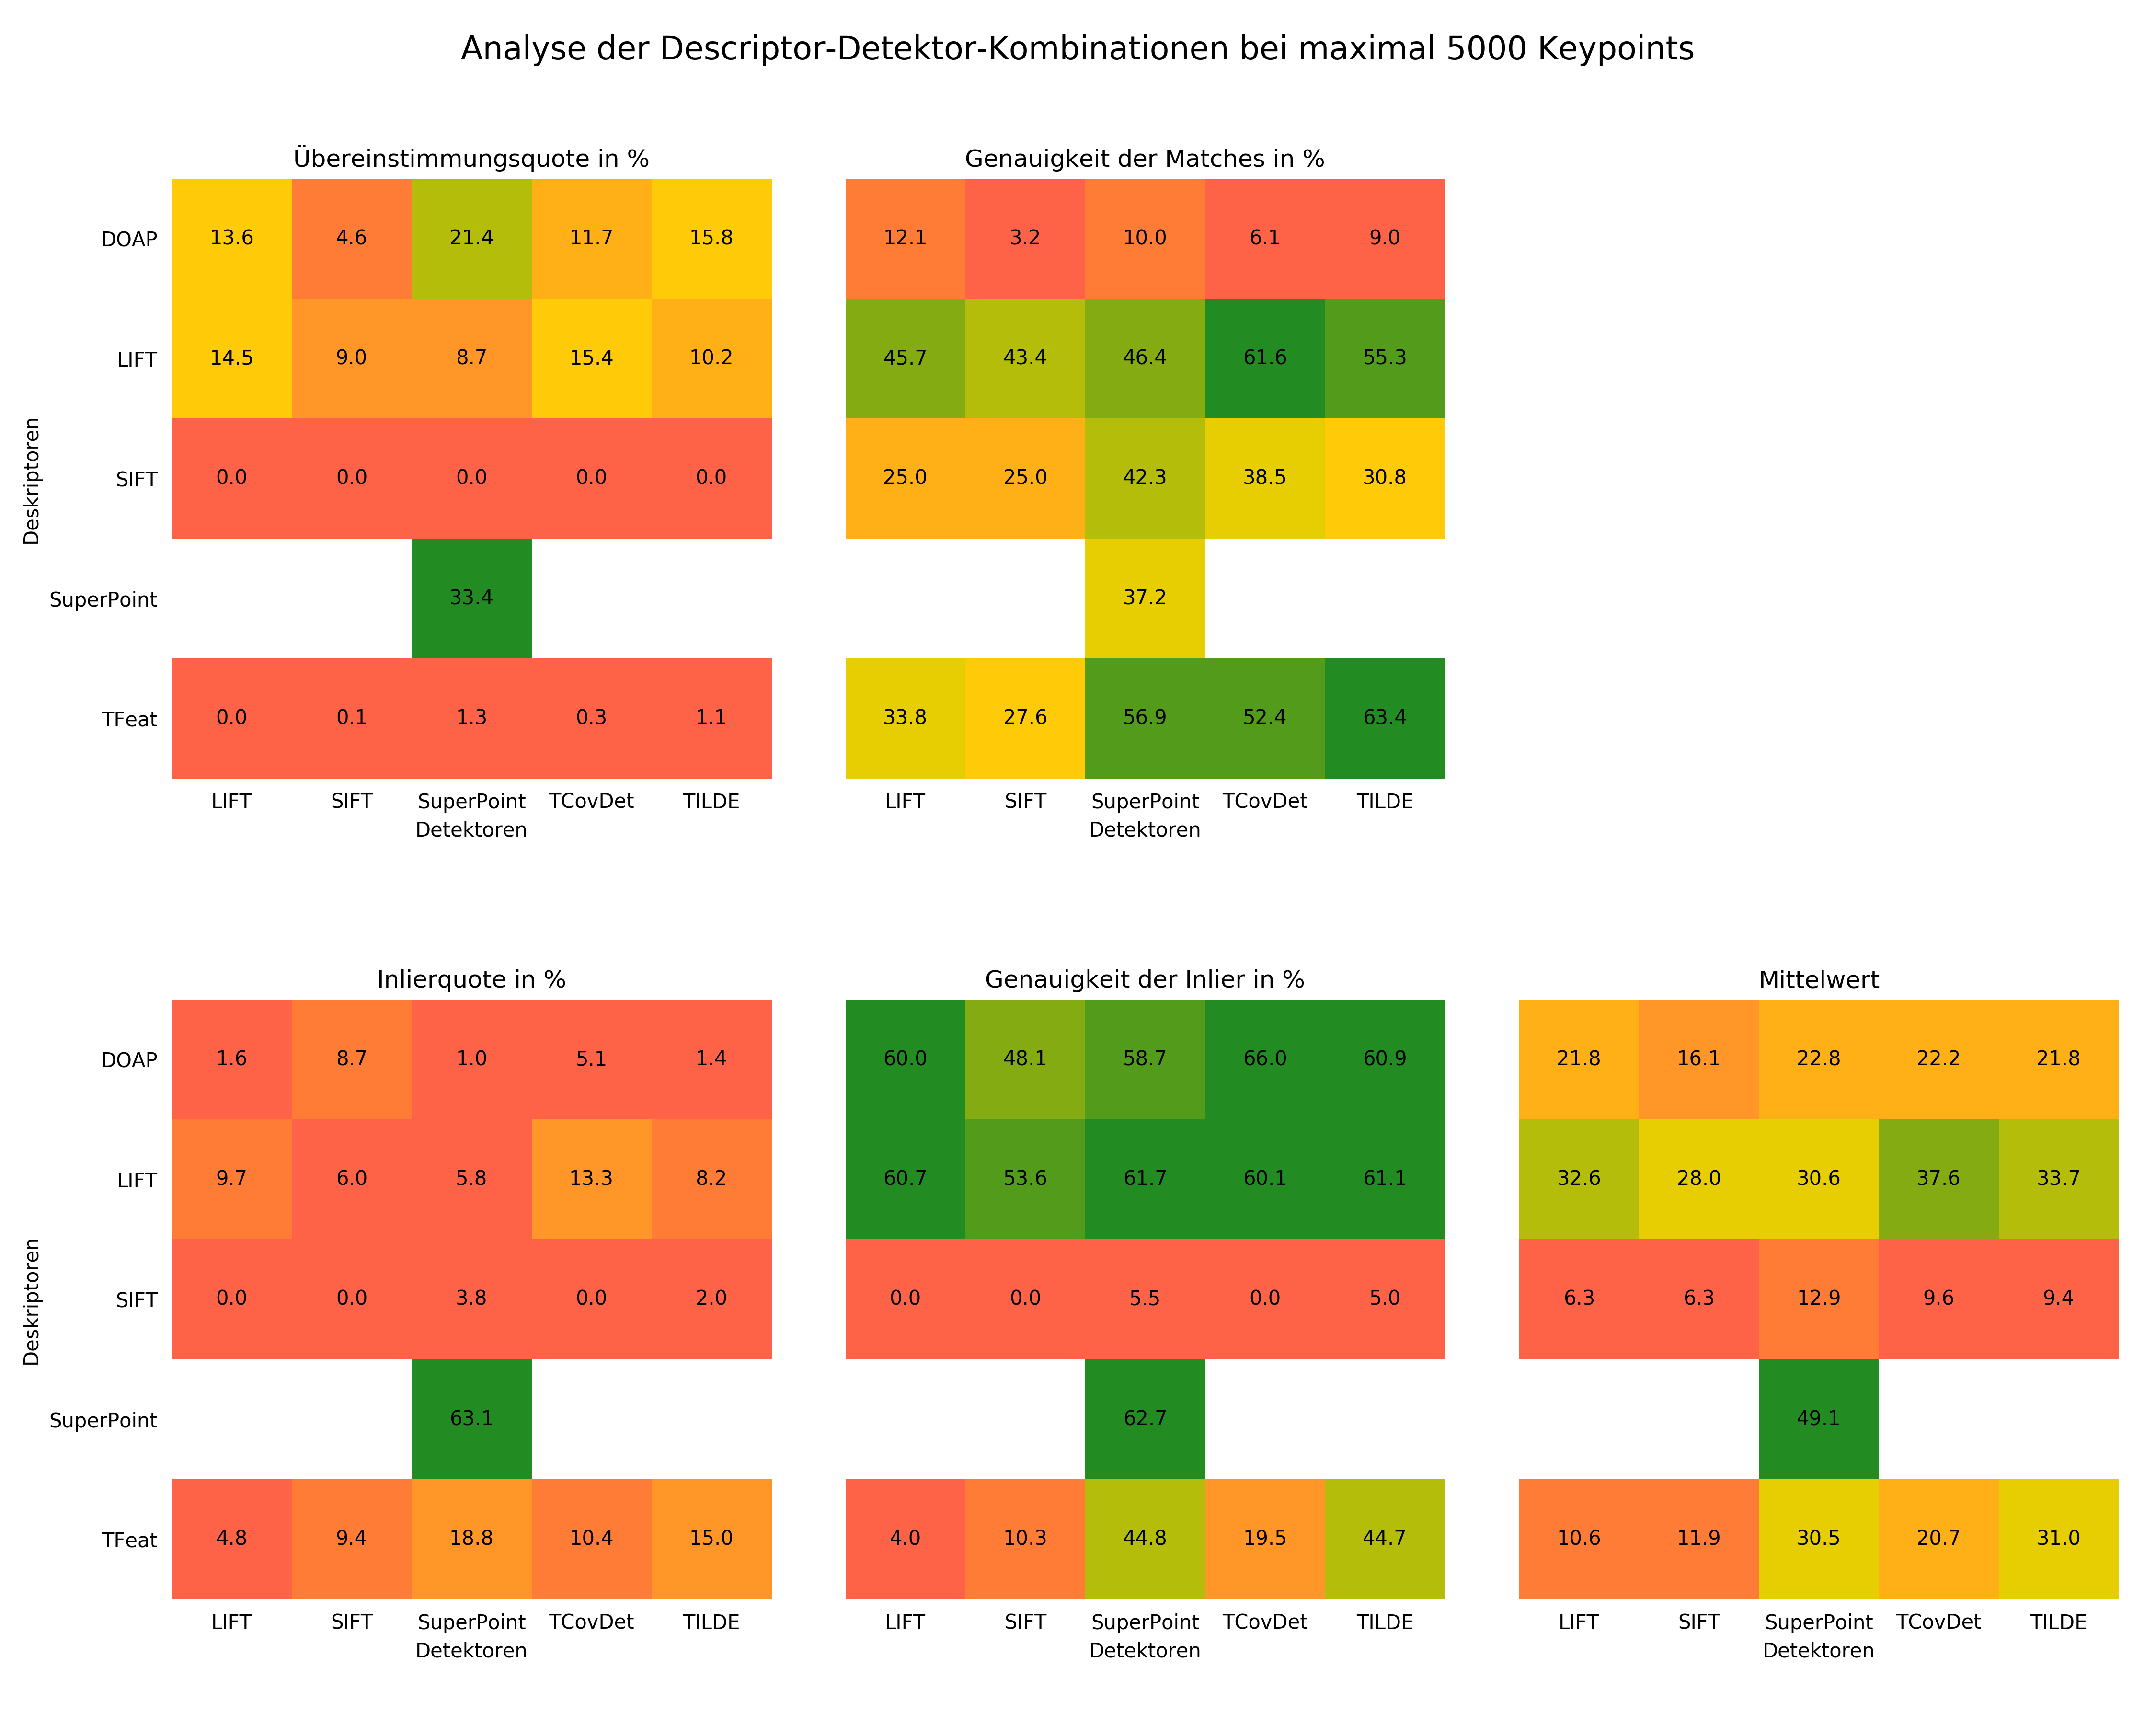 Analyse der Descriptor-Detektor-Kombinationen bei maximal 5000 Keypoints
Übereinstimmungsquote in %
Deskriptoren
DOAP 13.6 4.6 21.4 11.7 15.8
LIFT 14.5 9.0 8.7 15.4 10.2
SIFT 0.0 0.0 0.0 0.0 0.0
SuperPoint 33.4
TFeat 0.0 0.1 1.3 0.3 1.1
LIFT SIFT SuperPoint TCovDet TILDE
Detektoren
Genauigkeit der Matches in %
12.1 3.2 10.0 6.1 9.0
45.7 43.4 46.4 61.6 55.3
25.0 25.0 42.3 38.5 30.8
37.2
33.8 27.6 56.9 52.4 63.4
LIFT SIFT SuperPoint TCovDet TILDE
Detektoren
Inlierquote in %
Deskriptoren
DOAP 1.6 8.7 1.0 5.1 1.4
LIFT 9.7 6.0 5.8 13.3 8.2
SIFT 0.0 0.0 3.8 0.0 2.0
SuperPoint 63.1
TFeat 4.8 9.4 18.8 10.4 15.0
LIFT SIFT SuperPoint TCovDet TILDE
Detektoren
Genauigkeit der Inlier in %
60.0 48.1 58.7 66.0 60.9
60.7 53.6 61.7 60.1 61.1
0.0 0.0 5.5 0.0 5.0
62.7
4.0 10.3 44.8 19.5 44.7
LIFT SIFT SuperPoint TCovDet TILDE
Detektoren
Mittelwert
21.8 16.1 22.8 22.2 21.8
32.6 28.0 30.6 37.6 33.7
6.3 6.3 12.9 9.6 9.4
49.1
10.6 11.9 30.5 20.7 31.0
LIFT SIFT SuperPoint TCovDet TILDE
Detektoren